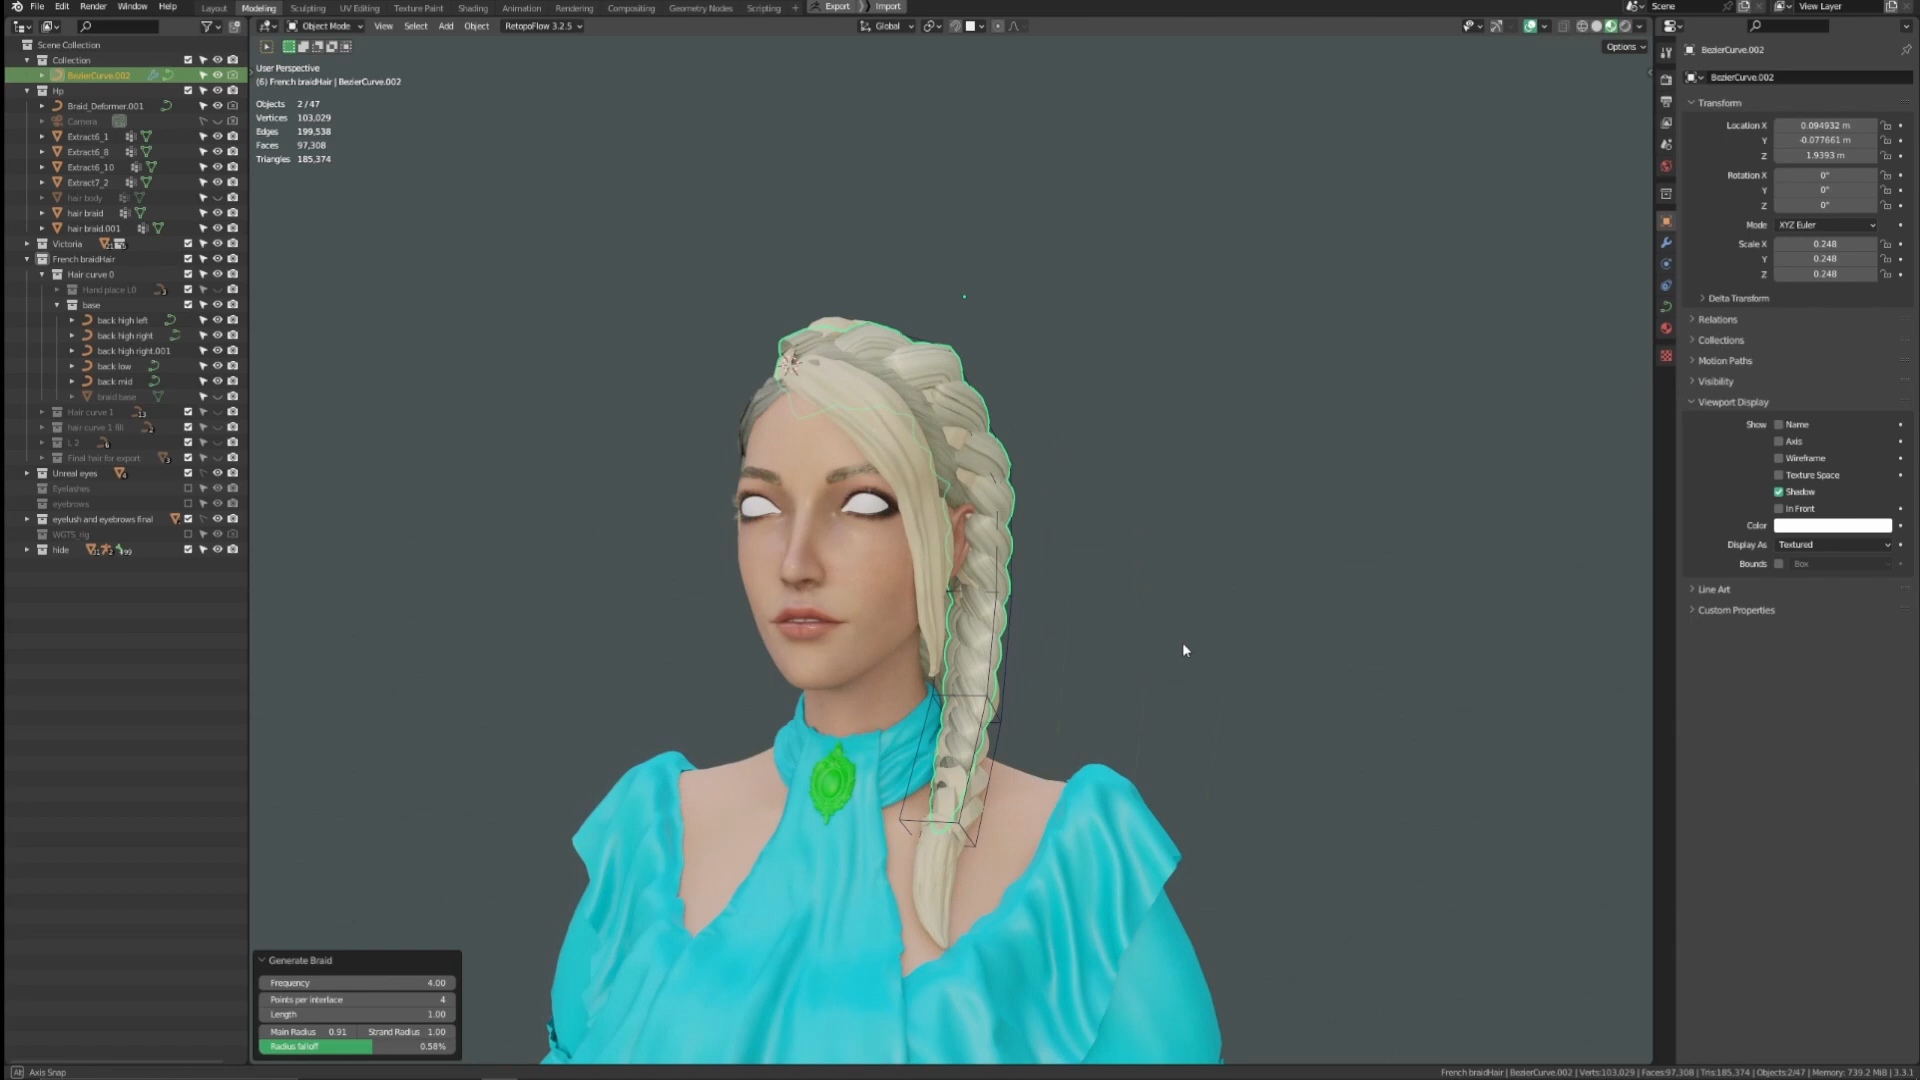 File Edit Render Window Help Layout Modeling Sculpting UV Editing Texture Paint Shading Animation Rendering Compositing Geometry Nodes Scripting + Export Import Scene View Layer
Object Mode View Select Add Object RetopoFlow 3.2.5 Global
Options
Scene Collection
Collection
BezierCurve.002
Hp
Braid_Deformer.001
Camera
Extract6_1
Extract6_8
Extract6_10
Extract7_2
hair body
hair braid
hair braid.001
Victoria
French braidHair
Hair curve 0
Hand place L0
base
back high left
back high right
back high right.001
back low
back mid
braid base
Hair curve 1
hair curve 1 fill
L 2
Final hair for export
Unreal eyes
Eyelashes
eyebrows
eyelush and eyebrows final
WGTS_rig
hide
User Perspective
(6) French braidHair | BezierCurve.002
Objects 2/47
Vertices 103,029
Edges 199,538
Faces 97,308
Triangles 185,374
Generate Braid
Frequency 4.00
Points per interlace 4
Length 1.00
Main Radius 0.91 Strand Radius 1.00
Radius falloff 0.58%
BezierCurve.002
BezierCurve.002
Transform
Location X 0.094932 m
Y -0.077661 m
Z 1.9393 m
Rotation X 0°
Y 0°
Z 0°
Mode XYZ Euler
Scale X 0.248
Y 0.248
Z 0.248
Delta Transform
Relations
Collections
Motion Paths
Visibility
Viewport Display
Show Name
Axis
Wireframe
Texture Space
Shadow
In Front
Color
Display As Textured
Bounds Box
Line Art
Custom Properties
Alt Axis Snap
French braidHair | BezierCurve.002 | Verts:103,029 | Faces:97,308 | Tris:185,374 | Objects:2/47 | Memory: 739.2 MiB | 3.3.1